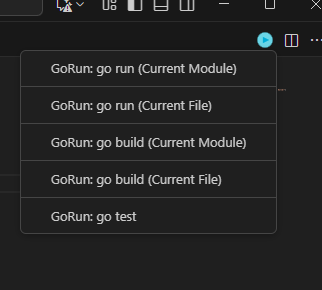 GoRun: go run (Current Module)
GoRun: go run (Current File)
GoRun: go build (Current Module)
GoRun: go build (Current File)
GoRun: go test